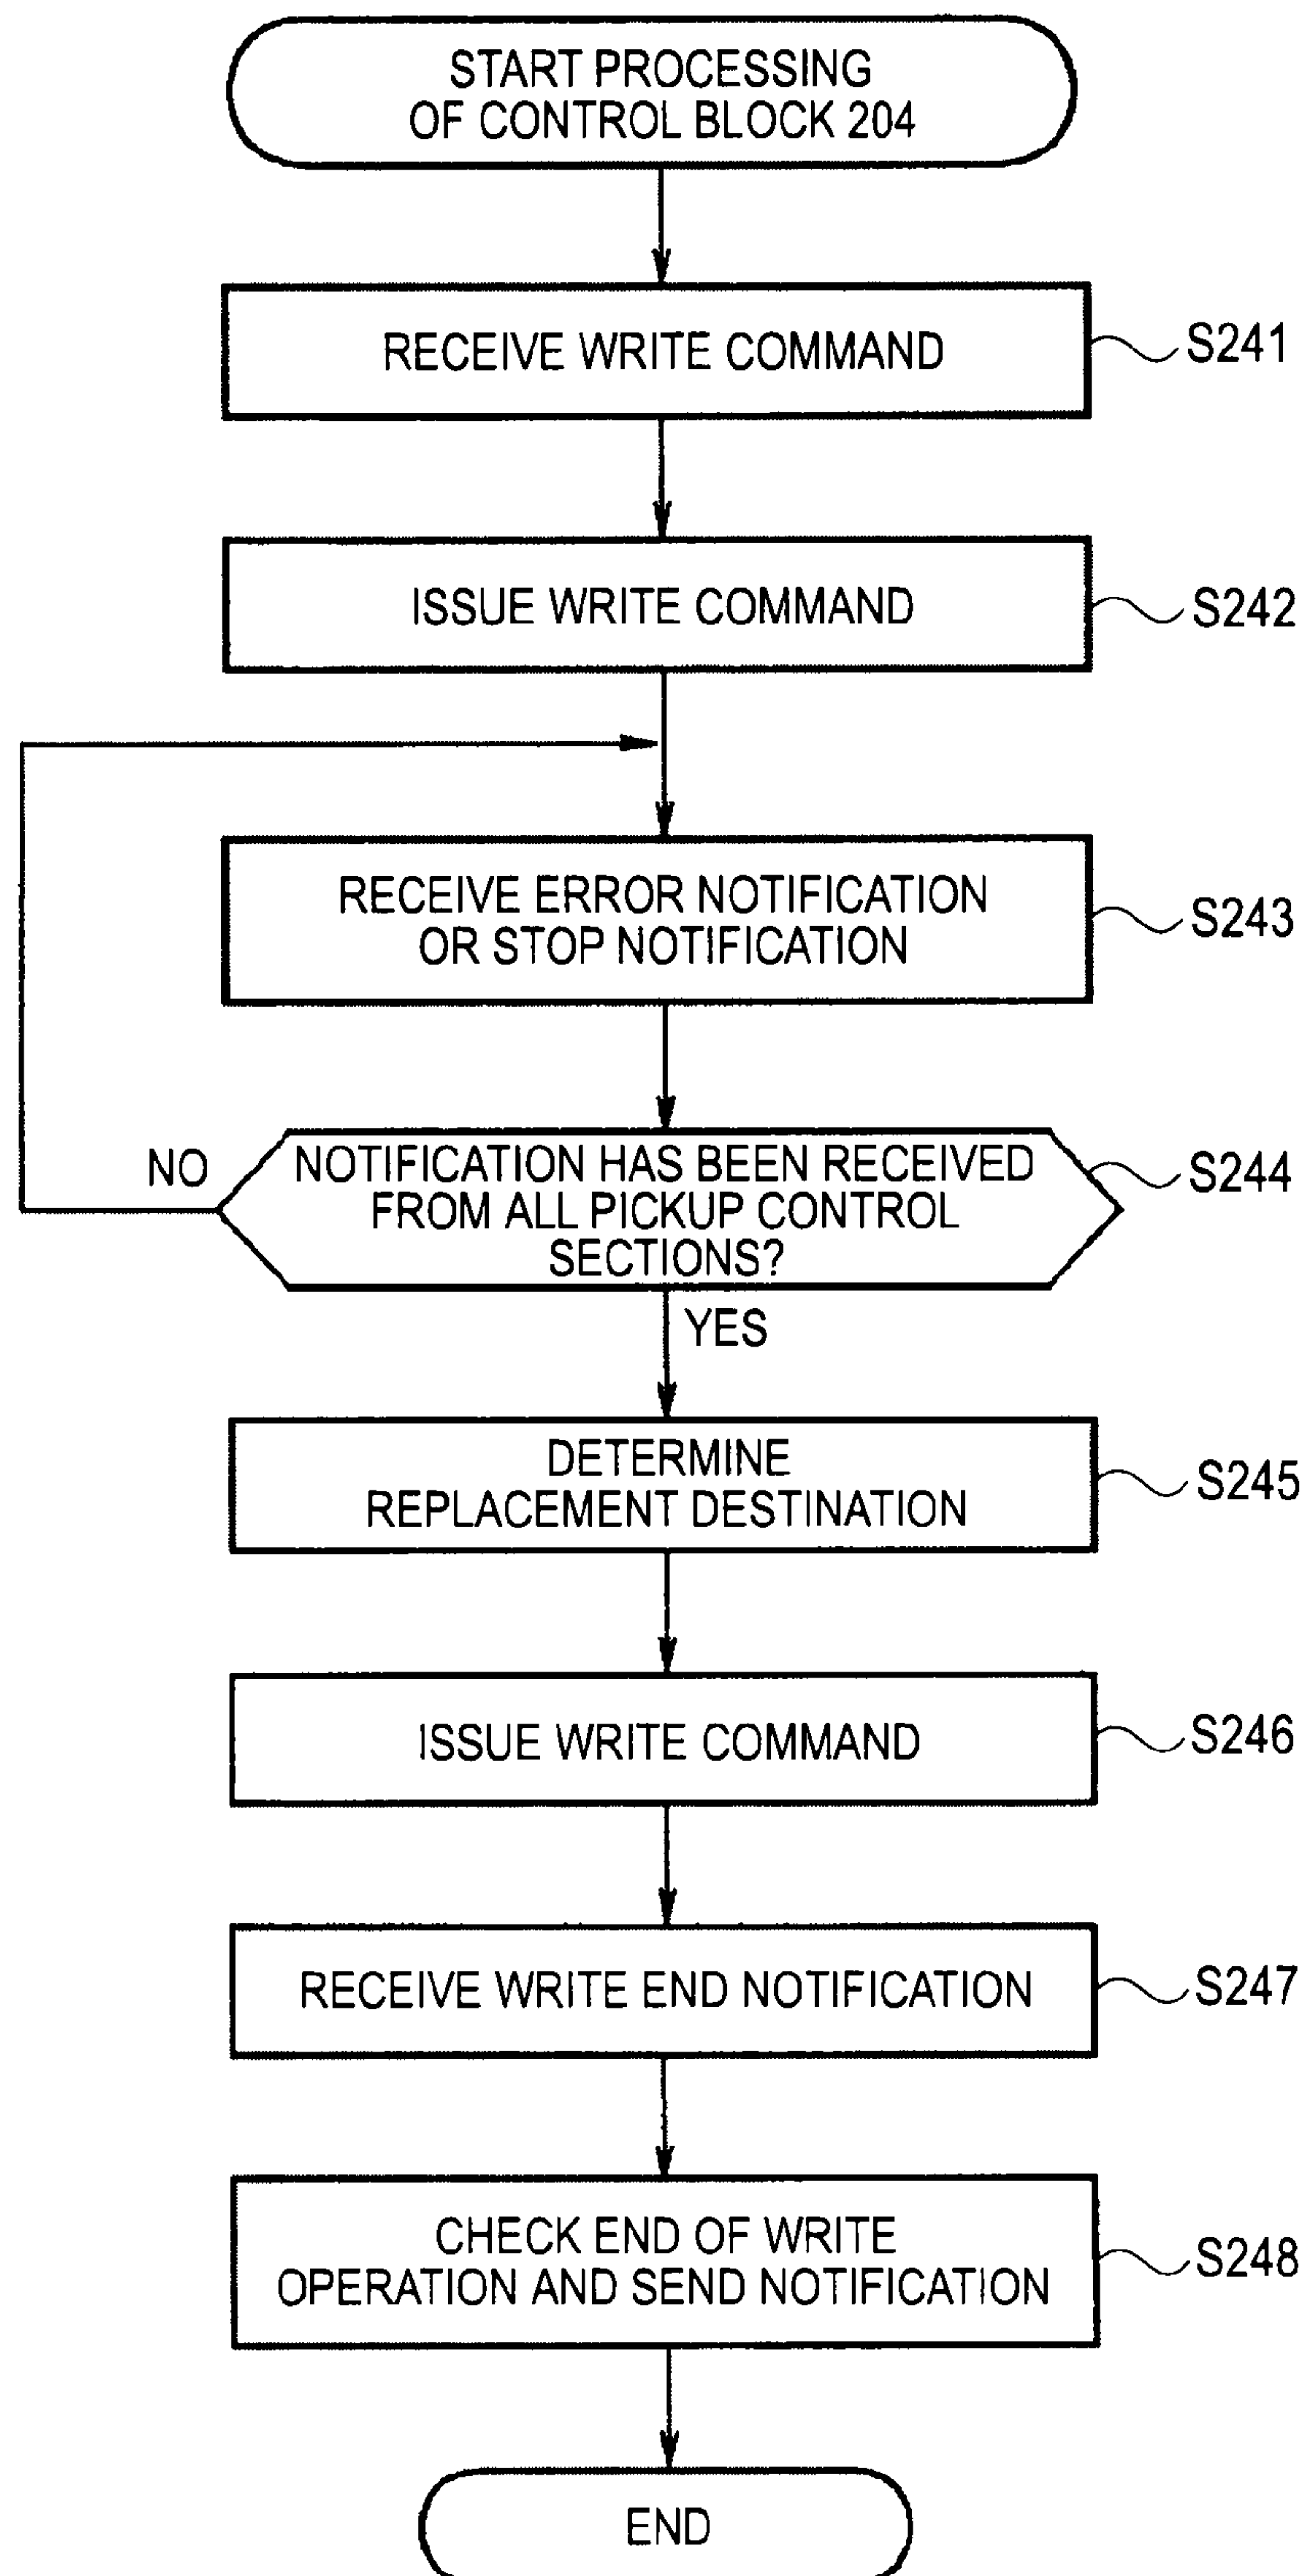 START PROCESSING
OF CONTROL BLOCK 204
RECEIVE WRITE COMMAND
S241
ISSUE WRITE COMMAND
S242
RECEIVE ERROR NOTIFICATION
OR STOP NOTIFICATION
S243
NO
NOTIFICATION HAS BEEN RECEIVED
FROM ALL PICKUP CONTROL
SECTIONS?
S244
YES
DETERMINE
REPLACEMENT DESTINATION
S245
ISSUE WRITE COMMAND
S246
RECEIVE WRITE END NOTIFICATION
S247
CHECK END OF WRITE
OPERATION AND SEND NOTIFICATION
S248
END